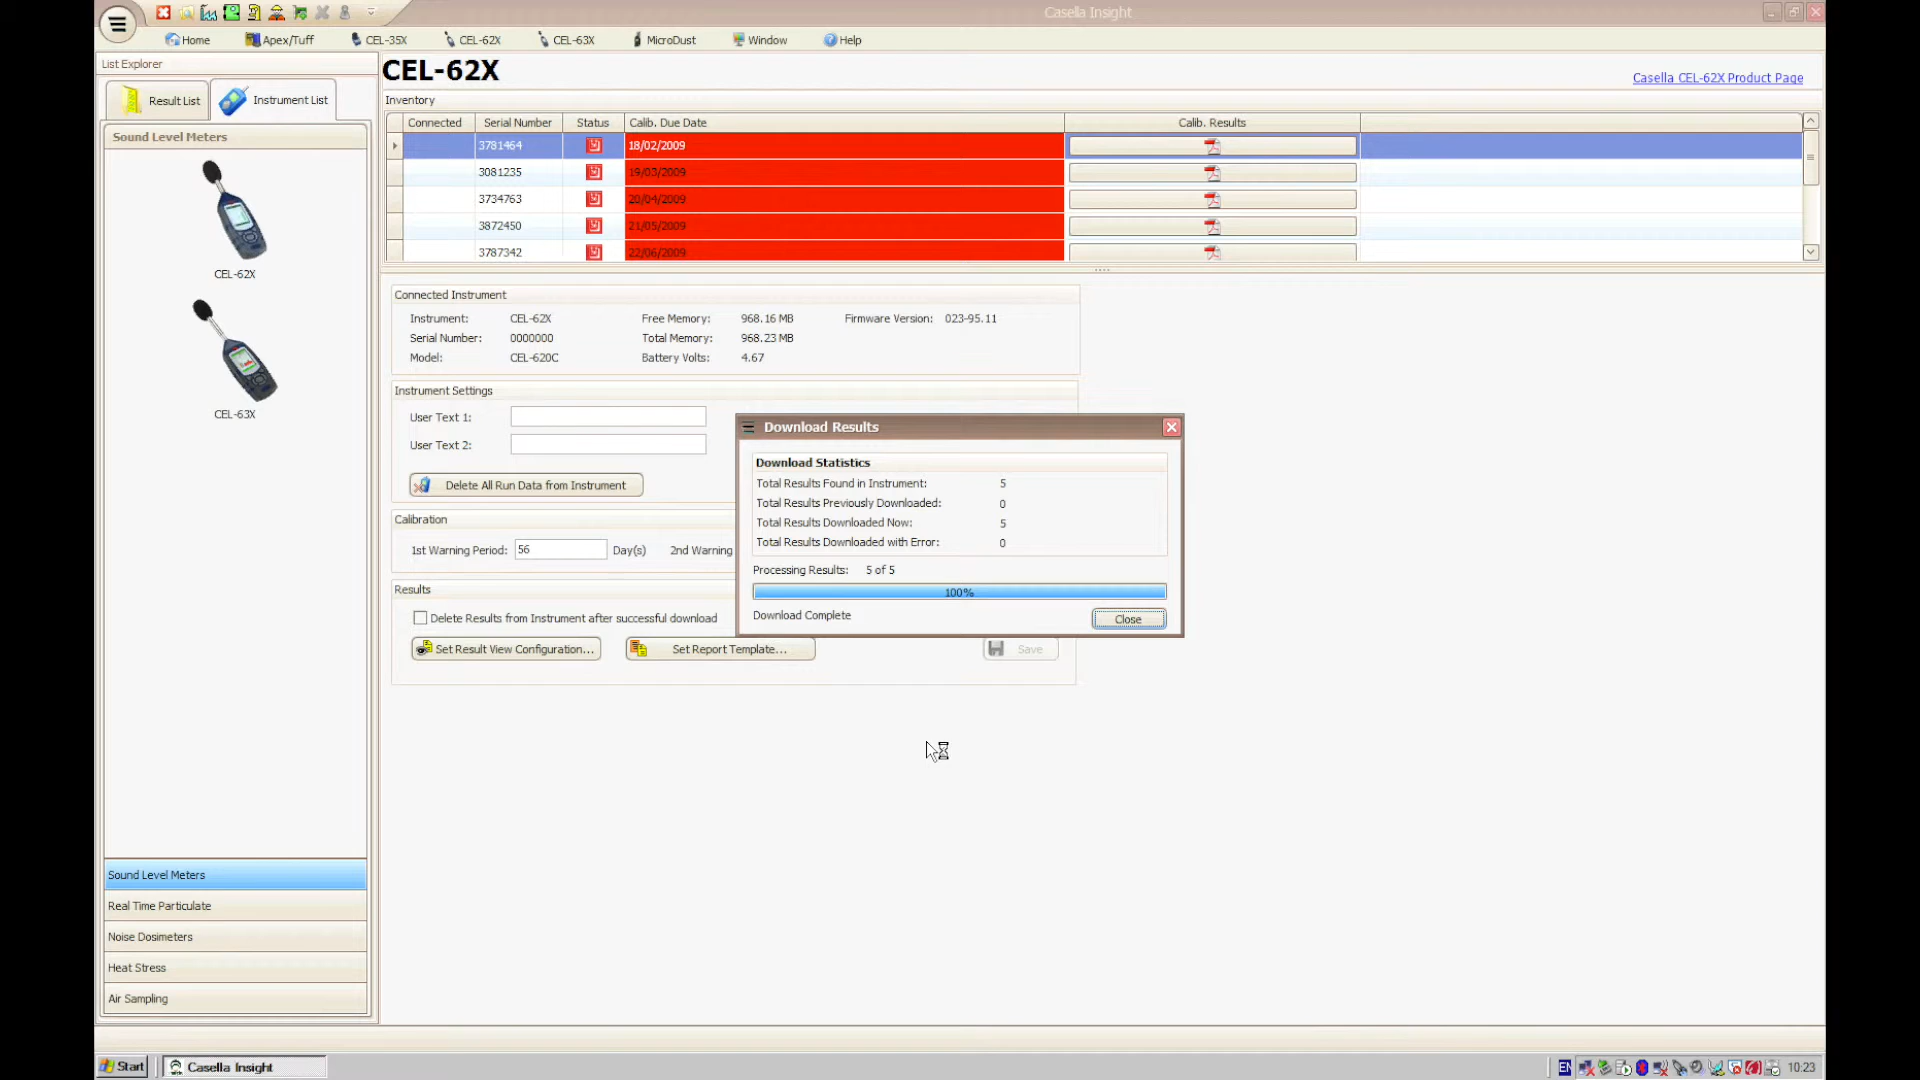 Casella Insight
Home Apex/Tuff CEL-35X CEL-62X CEL-63X MicroDust Window Help
List Explorer
Result List Instrument List
Sound Level Meters
CEL-62X
CEL-63X
Sound Level Meters
Real Time Particulate
Noise Dosimeters
Heat Stress
Air Sampling
CEL-62X
Casella CEL-62X Product Page
Inventory
Connected Serial Number Status Calib. Due Date Calib. Results
3781464 18/02/2009
3081235 19/03/2009
3734763 20/04/2009
3872450 21/05/2009
3787342 22/06/2009
Connected Instrument
Instrument: CEL-62X Free Memory: 968.16 MB Firmware Version: 023-95.11
Serial Number: 0000000 Total Memory: 968.23 MB
Model: CEL-620C Battery Volts: 4.67
Instrument Settings
User Text 1:
User Text 2:
Delete All Run Data from Instrument
Calibration
1st Warning Period: 56 Day(s) 2nd Warning
Results
Delete Results from Instrument after successful download
Set Result View Configuration... Set Report Template... Save
Download Results
Download Statistics
Total Results Found in Instrument: 5
Total Results Previously Downloaded: 0
Total Results Downloaded Now: 5
Total Results Downloaded with Error: 0
Processing Results: 5 of 5
100%
Download Complete Close
Start Casella Insight EN 10:23